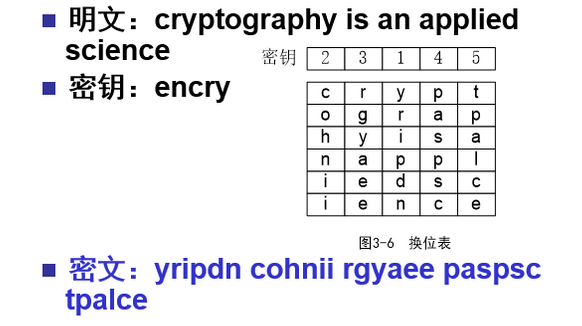 明文：cryptography is an applied
science
密钥 2 3 1 4 5
密钥：encry
c r y p t
o g r a p
h y i s a
n a p p l
i e d s c
i e n c e
图3-6 换位表
密文：yripdn cohnii rgyaee paspsc
tpalce